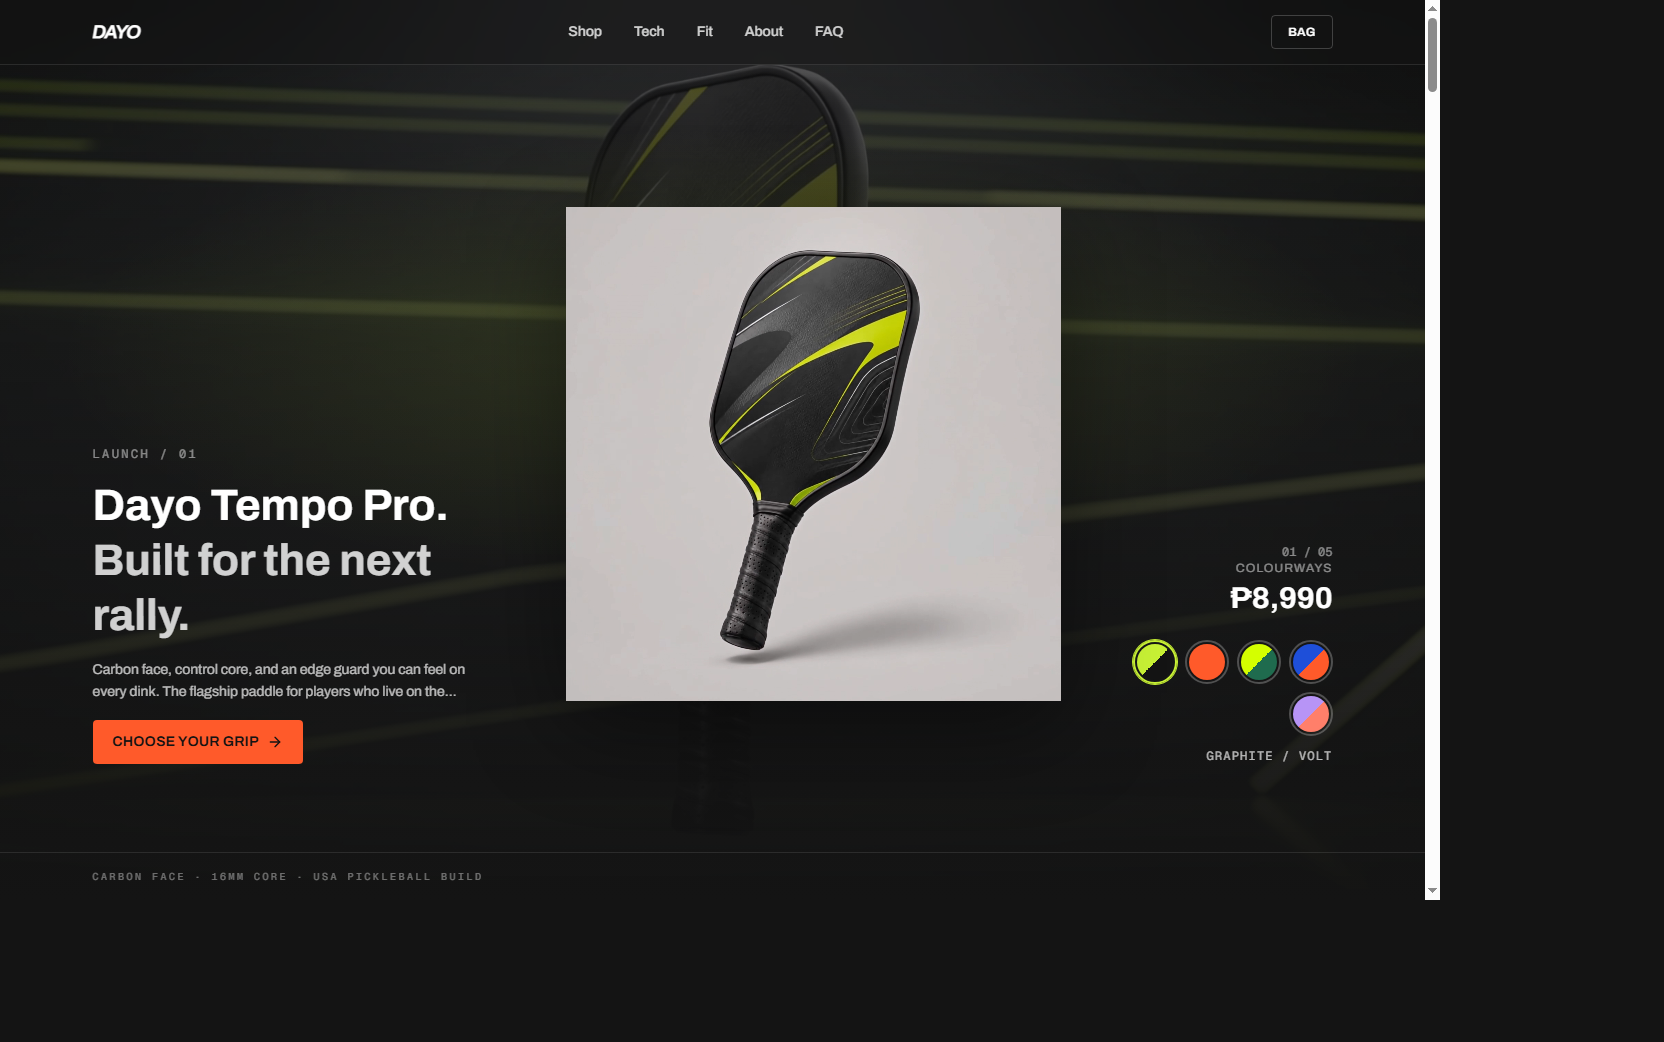 DAYO
Shop
Tech
Fit
About
FAQ
BAG
LAUNCH / 01
Dayo Tempo Pro.
Built for the next
rally.
Carbon face, control core, and an edge guard you can feel on
every dink. The flagship paddle for players who live on the...
CHOOSE YOUR GRIP →
01 / 05
COLOURWAYS
₱8,990
GRAPHITE / VOLT
CARBON FACE · 16MM CORE · USA PICKLEBALL BUILD